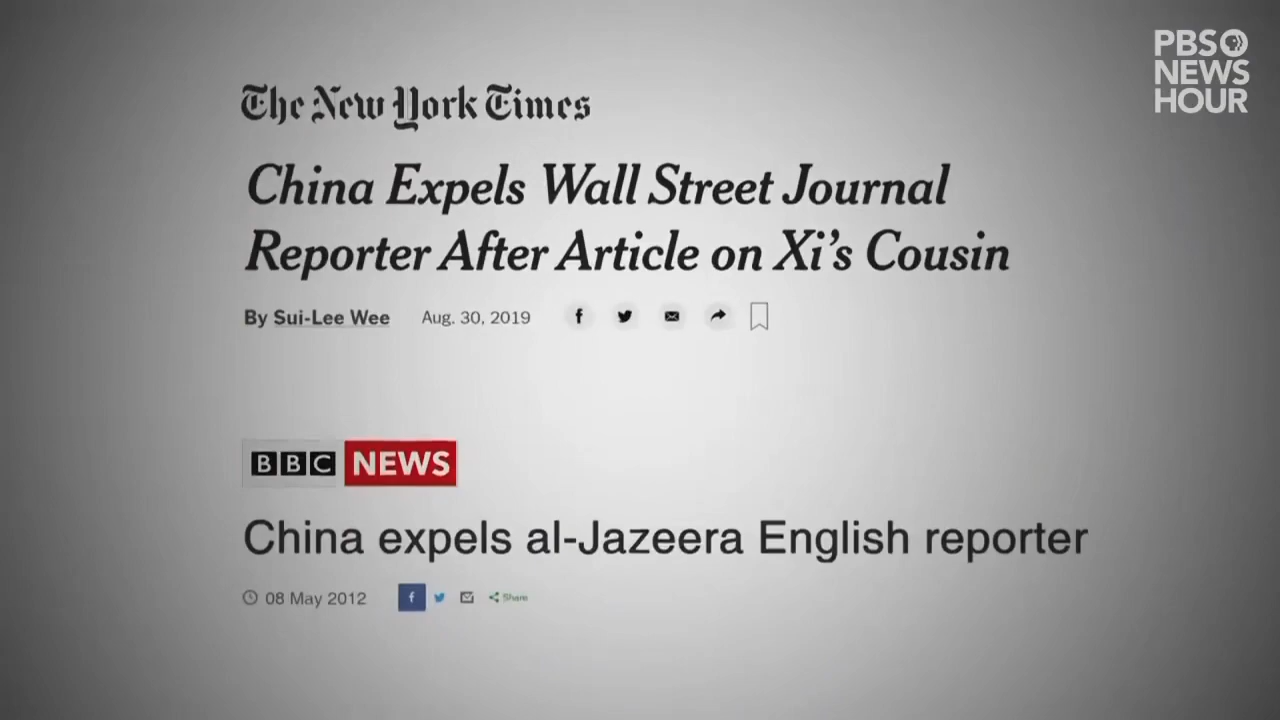 PBS
NEWS
HOUR
The New York Times
China Expels Wall Street Journal
Reporter After Article on Xi's Cousin
By Sui-Lee Wee Aug. 30, 2019
BBC NEWS
China expels al-Jazeera English reporter
08 May 2012 Share